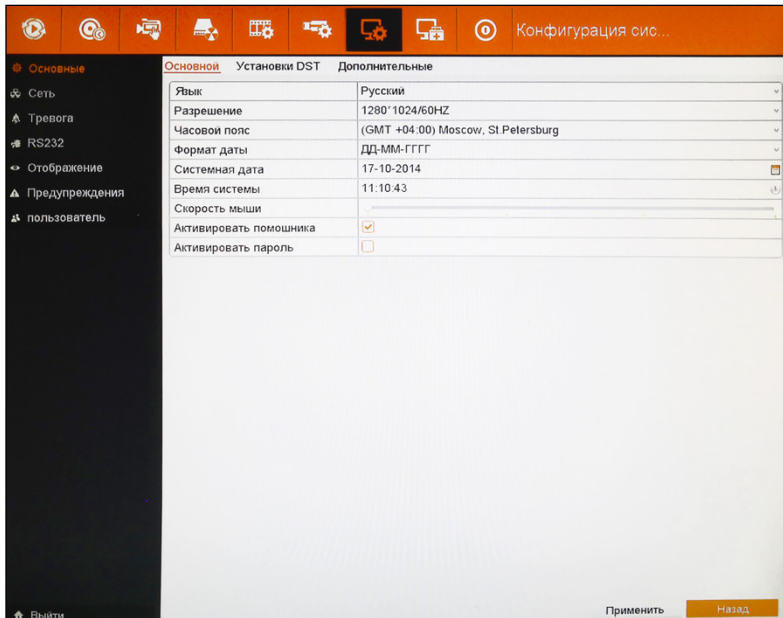 Конфигурация сис...
Основные
Сеть
Тревога
RS232
Отображение
Предупреждения
пользователь
Выйти
Основной Установки DST Дополнительные
Язык Русский
Разрешение 1280*1024/60HZ
Часовой пояс (GMT +04:00) Moscow, St.Petersburg
Формат даты ДД-ММ-ГГГГ
Системная дата 17-10-2014
Время системы 11:10:43
Скорость мыши
Активировать помошника
Активировать пароль
Применить Назад